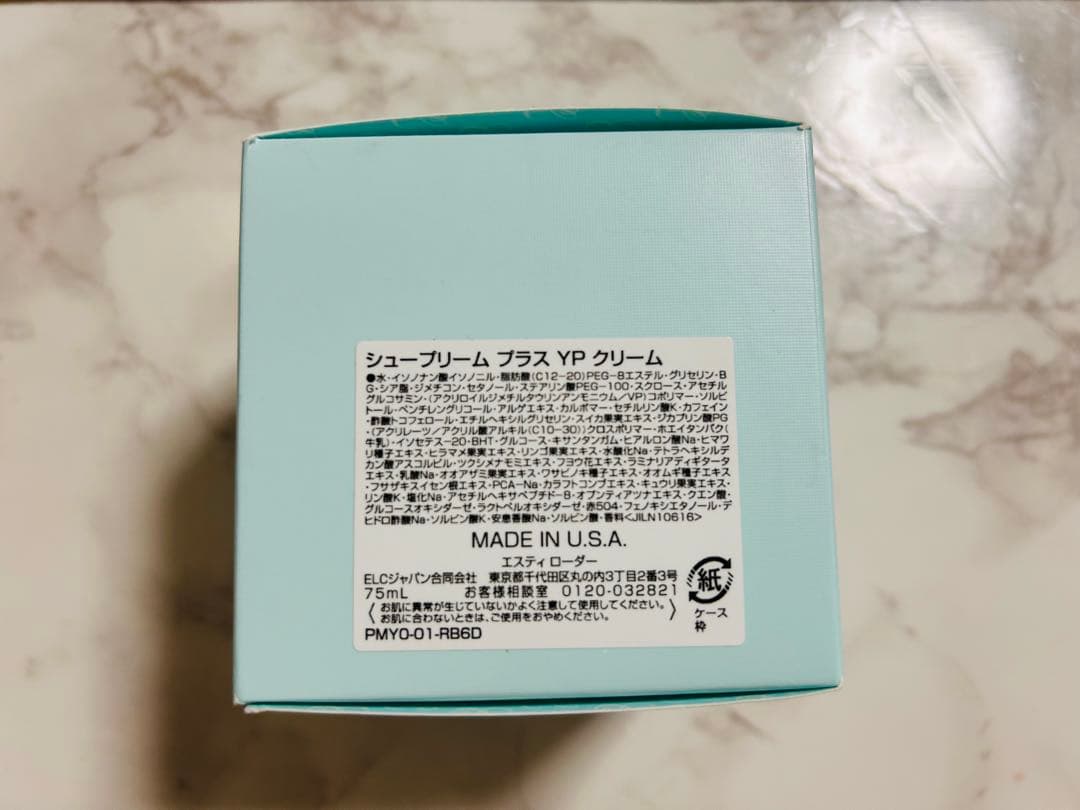 シュープリーム プラス YP クリーム
●水・イソノナン酸イソノニル・脂肪酸(C12-20)PEG-8エステル・グリセリン・B
G・シア脂・ジメチコン・セタノール・ステアリン酸PEG-100・スクロース・アセチル
グルコサミン・(アクリロイルジメチルタウリンアンモニウム/VP)コポリマー・ソルビ
トール・ペンチレングリコール・アルゲエキス・カルボマー・セチルリン酸K・カフェイン
・酢酸トコフェロール・エチルヘキシルグリセリン・スイカ果実エキス・ジカプリン酸PG
・(アクリレーツ/アクリル酸アルキル(C10-30))クロスポリマー・ホエイタンパク(
牛乳)・イソセテス-20・BHT・グルコース・キサンタンガム・ヒアルロン酸Na・ヒマワ
リ種子エキス・ヒラマメ果実エキス・リンゴ果実エキス・水酸化Na・テトラヘキシルデ
カン酸アスコルビル・ツクシメナモミエキス・フヨウ花エキス・ラミナリアディギタータ
エキス・乳酸Na・オオアザミ果実エキス・ワサビノキ種子エキス・オオムギ種子エキス
・フサザキスイセン根エキス・PCA-Na・カラフトコンブエキス・キュウリ果実エキス・
リン酸K・塩化Na・アセチルヘキサペプチド-8・オプンティアツナエキス・クエン酸・
グルコースオキシダーゼ・ラクトペルオキシダーゼ・赤504・フェノキシエタノール・デ
ヒドロ酢酸Na・ソルビン酸K・安息香酸Na・ソルビン酸・香料<JILN10616>
MADE IN U.S.A.
エスティ ローダー
ELCジャパン合同会社 東京都千代田区丸の内3丁目2番3号
75mL お客様相談室 0120-032821
お肌に異常が生じていないかよく注意して使用してください。
お肌に合わないときは、ご使用をおやめください。
PMY0-01-RB6D
紙
ケース
枠